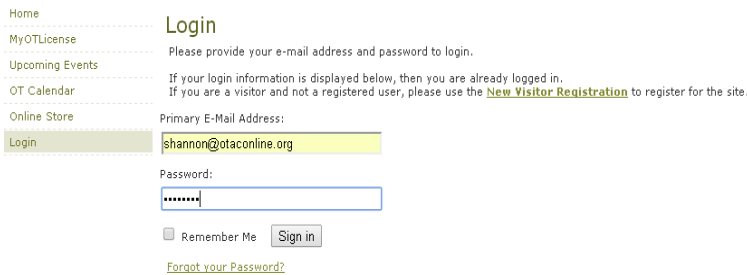 Home
MyOTLicense
Upcoming Events
OT Calendar
Online Store
Login
Login
Please provide your e-mail address and password to login.
If your login information is displayed below, then you are already logged in.
If you are a visitor and not a registered user, please use the New Visitor Registration to register for the site.
Primary E-Mail Address:
shannon@otaconline.org
Password:
••••••••
Remember Me Sign in
Forgot your Password?